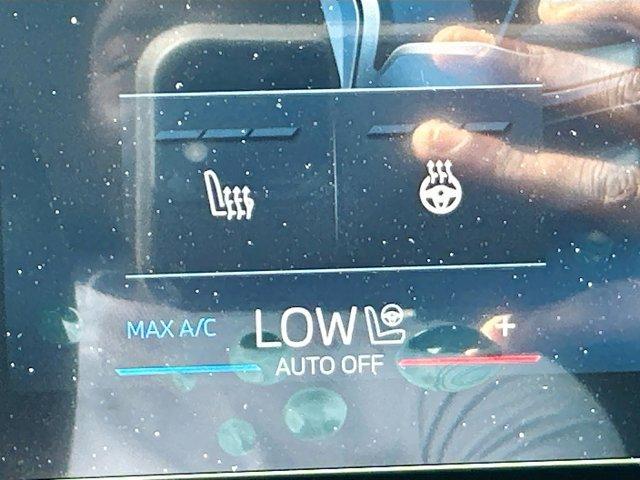 MAX A/C LOW +
AUTO OFF